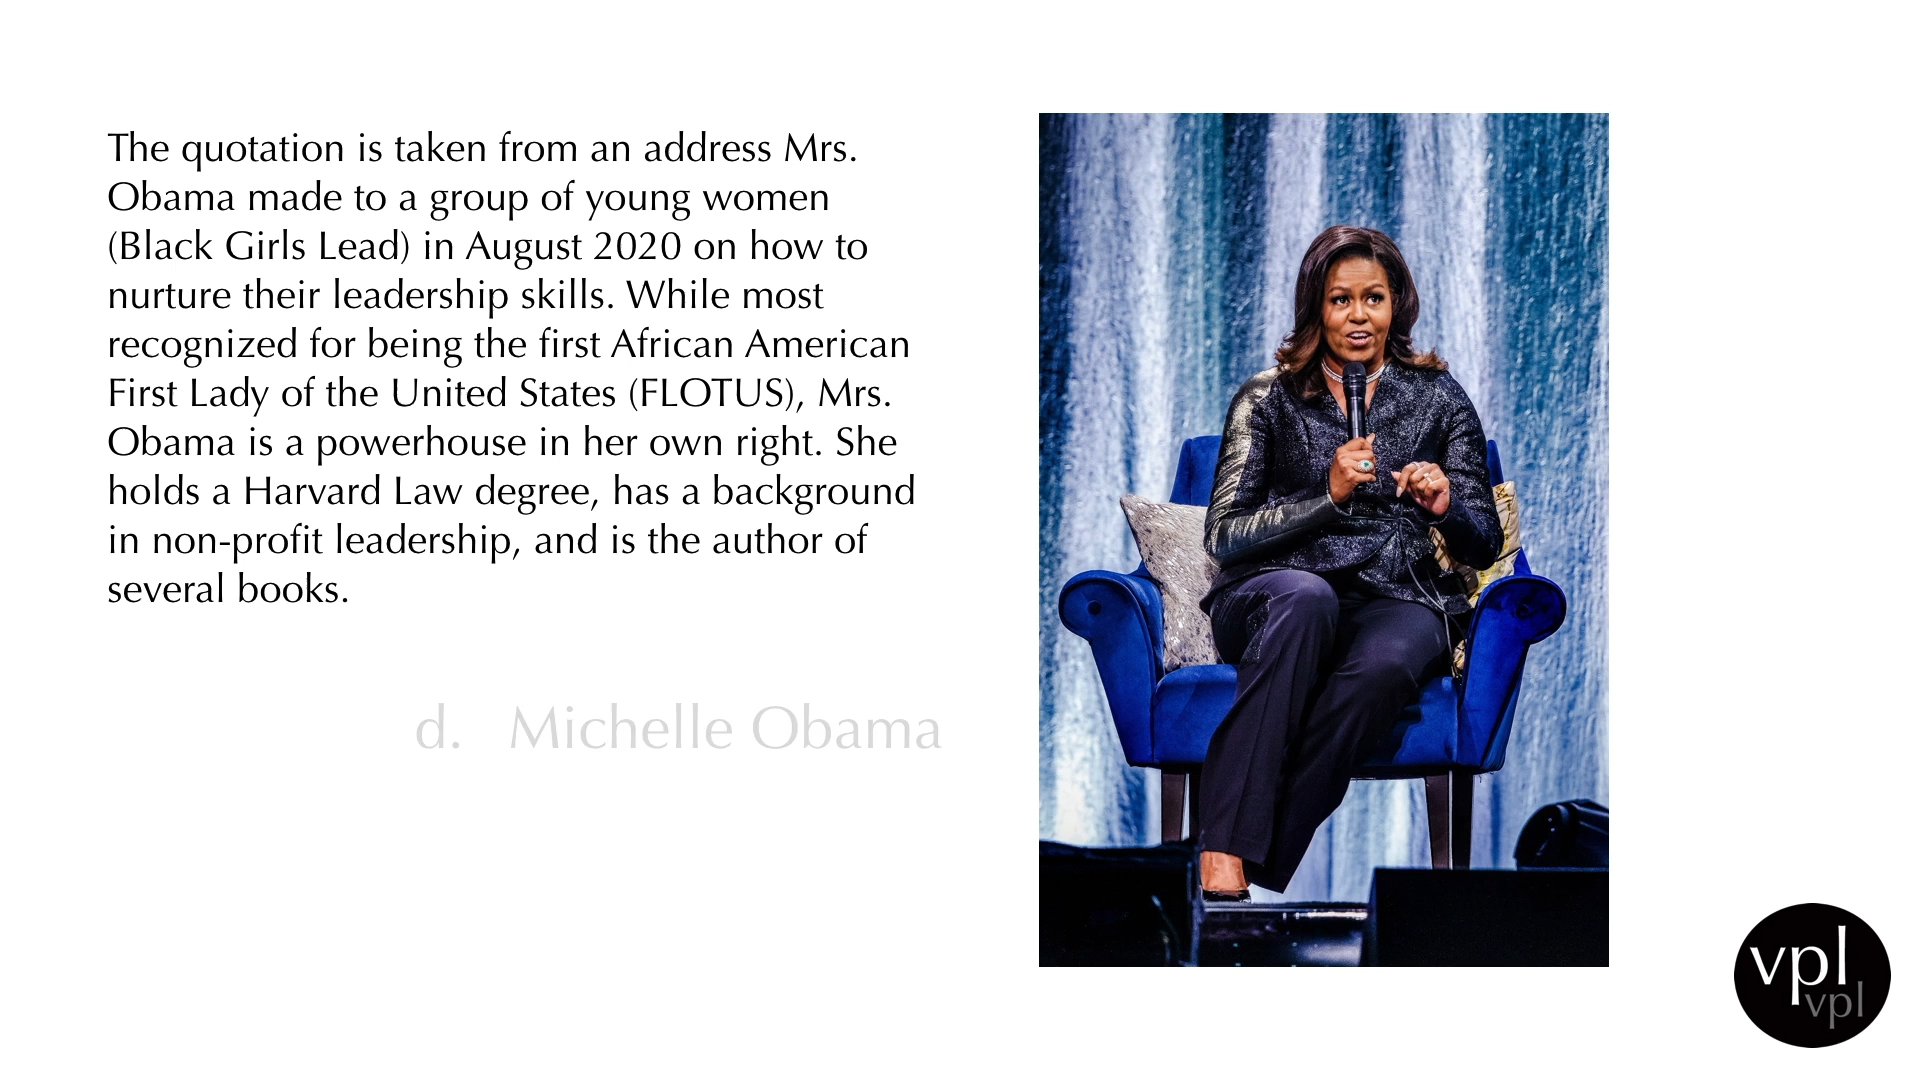 The quotation is taken from an address Mrs.
Obama made to a group of young women
(Black Girls Lead) in August 2020 on how to
nurture their leadership skills. While most
recognized for being the first African American
First Lady of the United States (FLOTUS), Mrs.
Obama is a powerhouse in her own right. She
holds a Harvard Law degree, has a background
in non-profit leadership, and is the author of
several books.
d. Michelle Obama
vpl
vpl